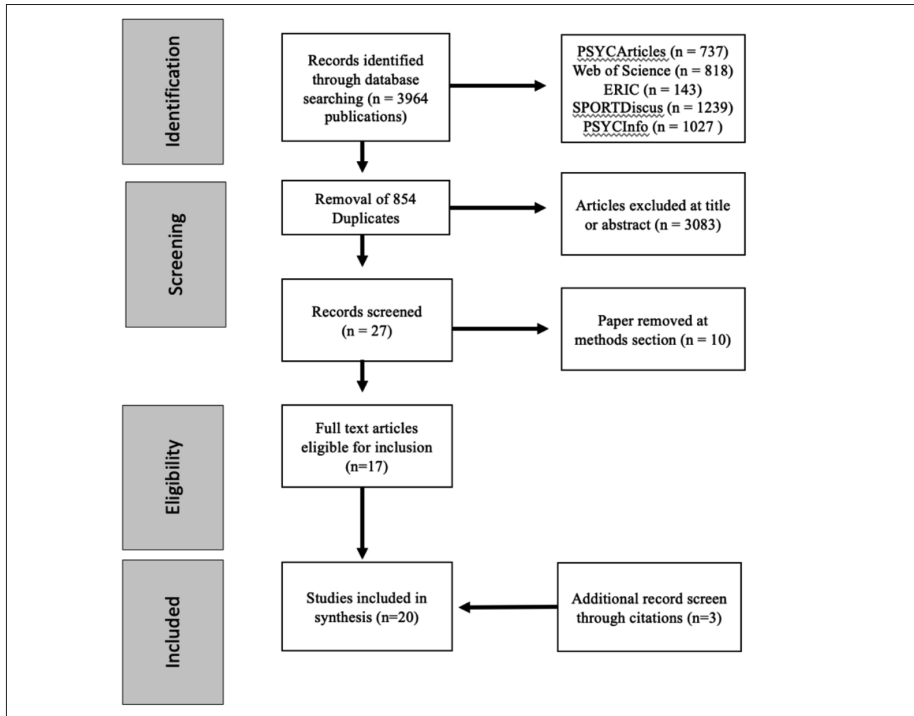 Identification
Records identified
through database
searching (n = 3964
publications)
PSYCArticles (n = 737)
Web of Science (n = 818)
ERIC (n = 143)
SPORTDiscus (n = 1239)
PSYCInfo (n = 1027 )
Screening
Removal of 854
Duplicates
Articles excluded at title
or abstract (n = 3083)
Records screened
(n = 27)
Paper removed at
methods section (n = 10)
Eligibility
Full text articles
eligible for inclusion
(n=17)
Included
Studies included in
synthesis (n=20)
Additional record screen
through citations (n=3)